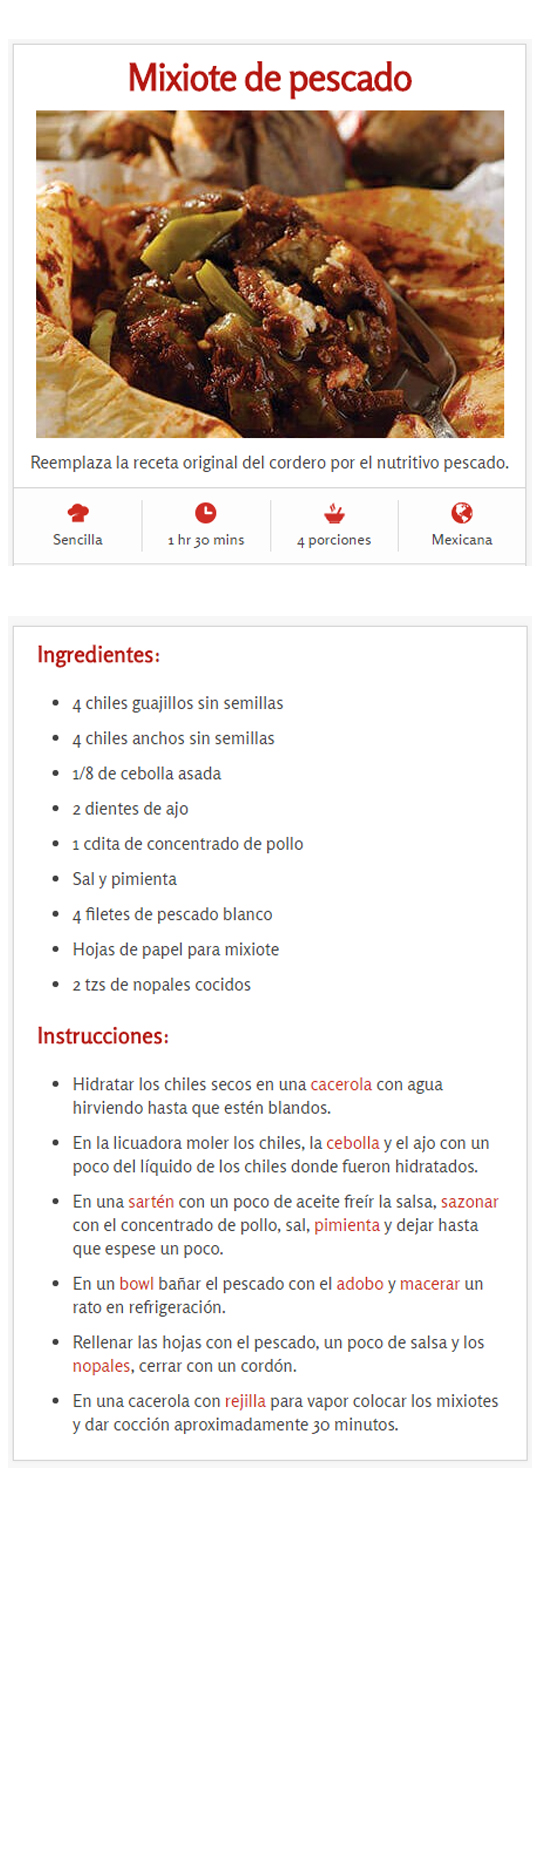 Mixiote de pescado
Reemplaza la receta original del cordero por el nutritivo pescado.
Sencilla
1 hr 30 mins
4 porciones
Mexicana
Ingredientes:
• 4 chiles guajillos sin semillas
• 4 chiles anchos sin semillas
• 1/8 de cebolla asada
• 2 dientes de ajo
• 1 cdita de concentrado de pollo
• Sal y pimienta
• 4 filetes de pescado blanco
• Hojas de papel para mixiote
• 2 tzs de nopales cocidos
Instrucciones:
• Hidratar los chiles secos en una cacerola con agua
hirviendo hasta que estén blandos.
• En la licuadora moler los chiles, la cebolla y el ajo con un
poco del líquido de los chiles donde fueron hidratados.
• En una sartén con un poco de aceite freír la salsa, sazonar
con el concentrado de pollo, sal, pimienta y dejar hasta
que espese un poco.
• En un bowl bañar el pescado con el adobo y macerar un
rato en refrigeración.
• Rellenar las hojas con el pescado, un poco de salsa y los
nopales, cerrar con un cordón.
• En una cacerola con rejilla para vapor colocar los mixiotes
y dar cocción aproximadamente 30 minutos.